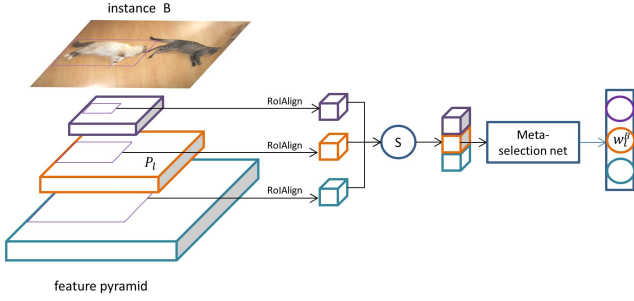 instance B
RoIAlign
RoIAlign
P_l
RoIAlign
S
Meta-
selection net
w_l^B
feature pyramid